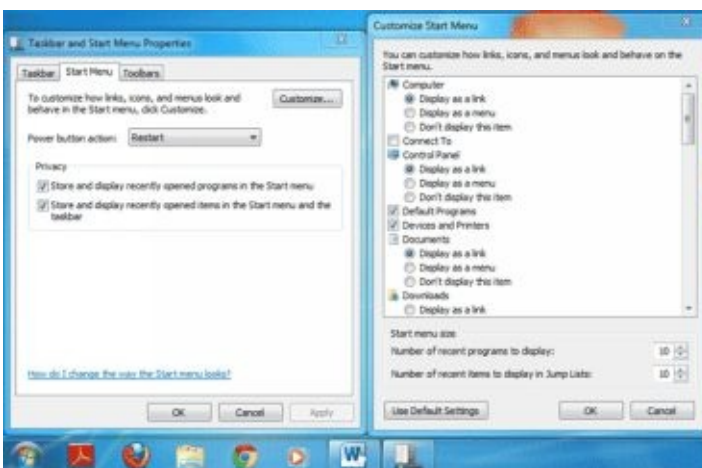 Taskbar and Start Menu Properties
Taskbar
Start Menu
Toolbars
To customize how links, icons, and menus look and
behave in the Start menu, click Customize.
Customize...
Power button action:
Restart
Privacy
Store and display recently opened programs in the Start menu
Store and display recently opened items in the Start menu and the
taskbar
How do I change the way the Start menu looks?
OK
Cancel
Apply
Customize Start Menu
You can customize how links, icons, and menus look and behave on the
Start menu.
Computer
Display as a link
Display as a menu
Don't display this item
Connect To
Control Panel
Display as a link
Display as a menu
Don't display this item
Default Programs
Devices and Printers
Documents
Display as a link
Display as a menu
Don't display this item
Downloads
Display as a link
Start menu size
Number of recent programs to display:
10
Number of recent items to display in Jump Lists:
10
Use Default Settings
OK
Cancel
W